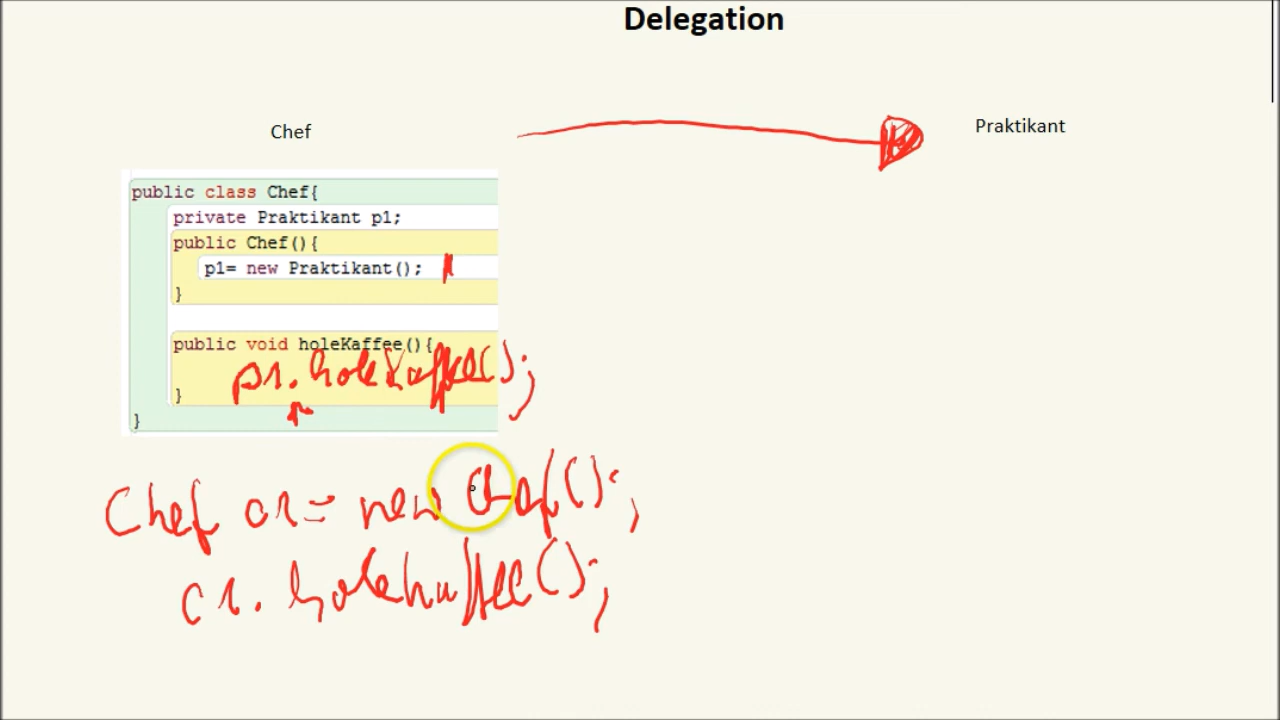 Delegation
Chef
Praktikant
public class Chef{
private Praktikant p1;
public Chef(){
p1= new Praktikant();
}
public void holeKaffee(){
p1.holeKaffee();
}
}
Chef c1= new Chef();
c1.holeKaffee();